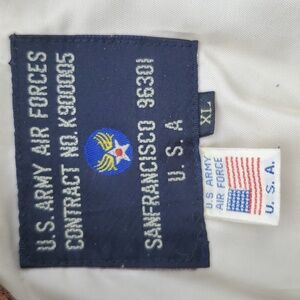 U.S. ARMY AIR FORCES
CONTRACT NO. K900005
SANFRANCISCO 96301
U. S. A
XL
U.S ARMY
AIR FORCE
U. S. A.